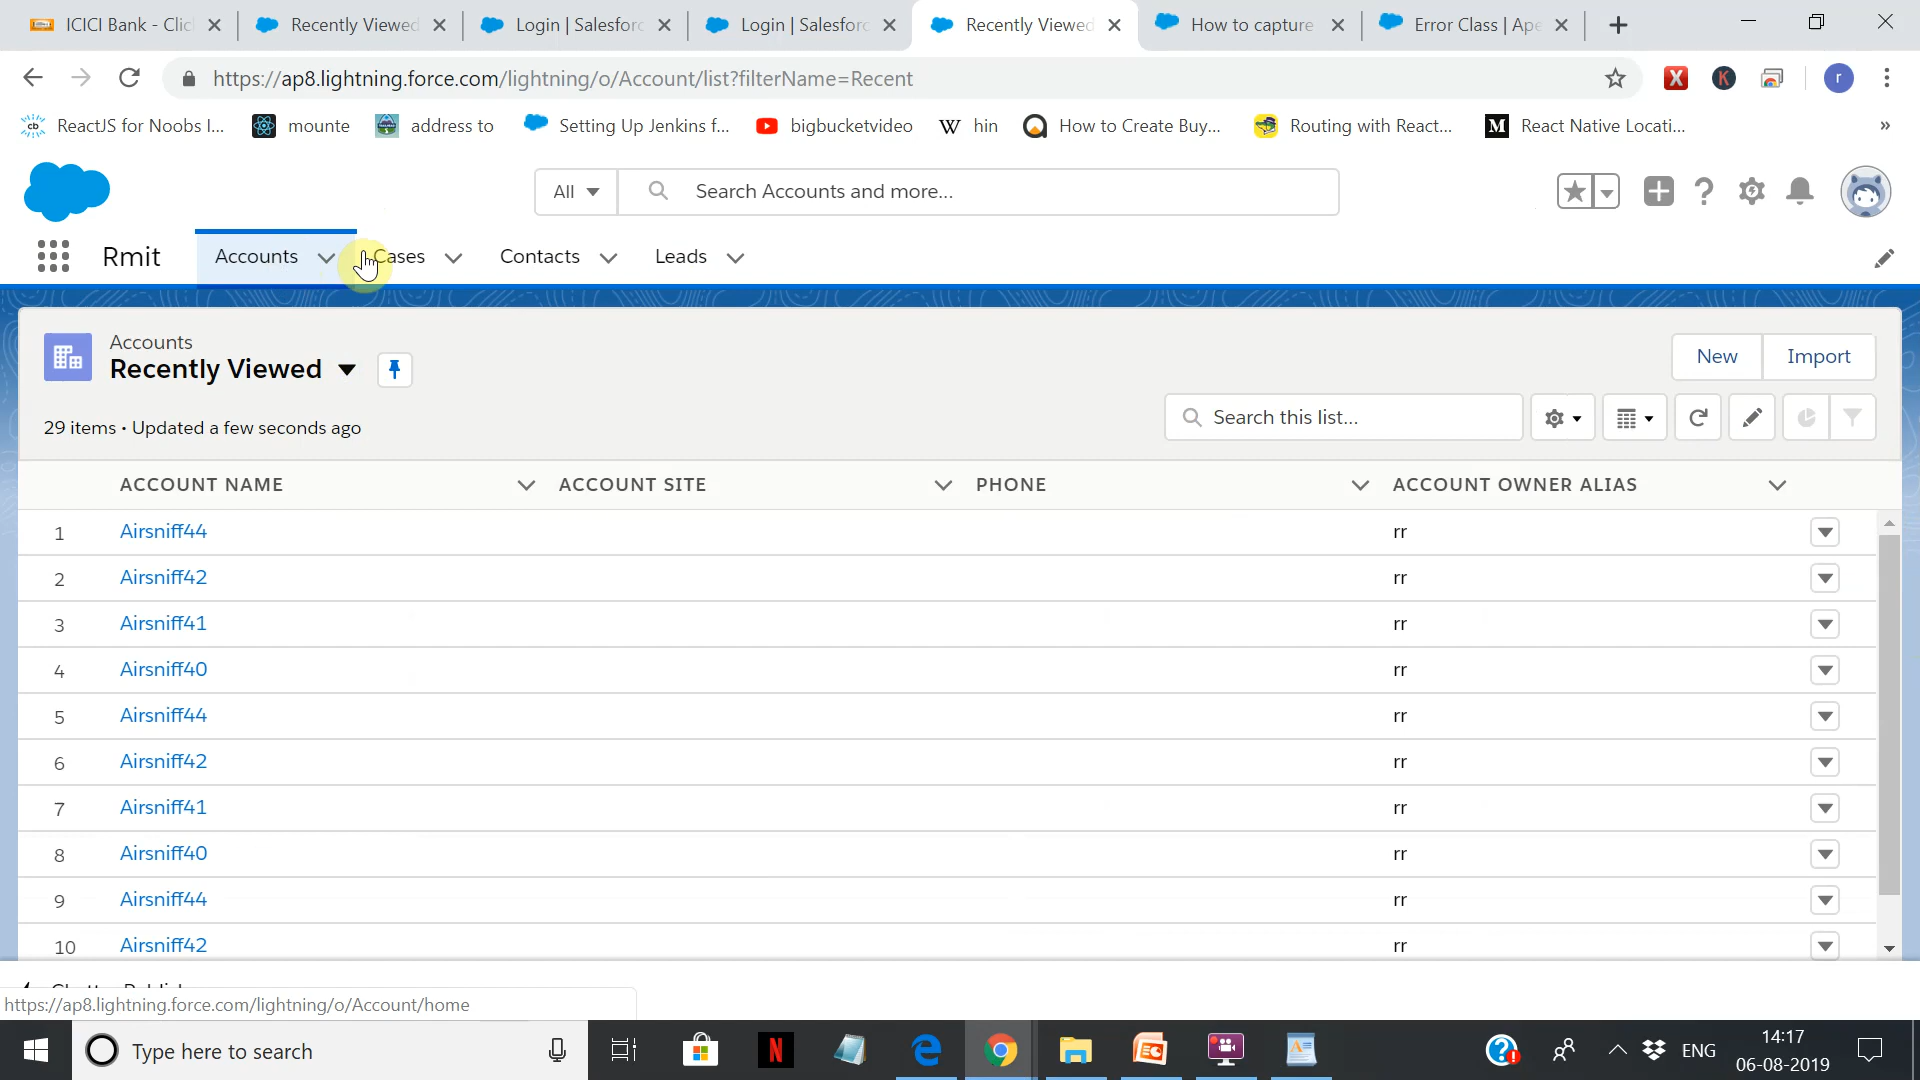 ICICI Bank - Clic
Recently Viewed
Login | Salesforc
Login | Salesforc
Recently Viewed
How to capture
Error Class | Ape
https://ap8.lightning.force.com/lightning/o/Account/list?filterName=Recent
X
K
r
cb
ReactJS for Noobs I...
mounte
address to
Setting Up Jenkins f...
bigbucketvideo
W
hin
How to Create Buy...
Routing with React...
M
React Native Locati...
»
All
Search Accounts and more...
Rmit
Accounts
Cases
Contacts
Leads
Accounts
Recently Viewed
New
Import
29 items • Updated a few seconds ago
Search this list...
ACCOUNT NAME
ACCOUNT SITE
PHONE
ACCOUNT OWNER ALIAS
1 Airsniff44 rr
2 Airsniff42 rr
3 Airsniff41 rr
4 Airsniff40 rr
5 Airsniff44 rr
6 Airsniff42 rr
7 Airsniff41 rr
8 Airsniff40 rr
9 Airsniff44 rr
10 Airsniff42 rr
https://ap8.lightning.force.com/lightning/o/Account/home
Type here to search
N
ENG
14:17
06-08-2019